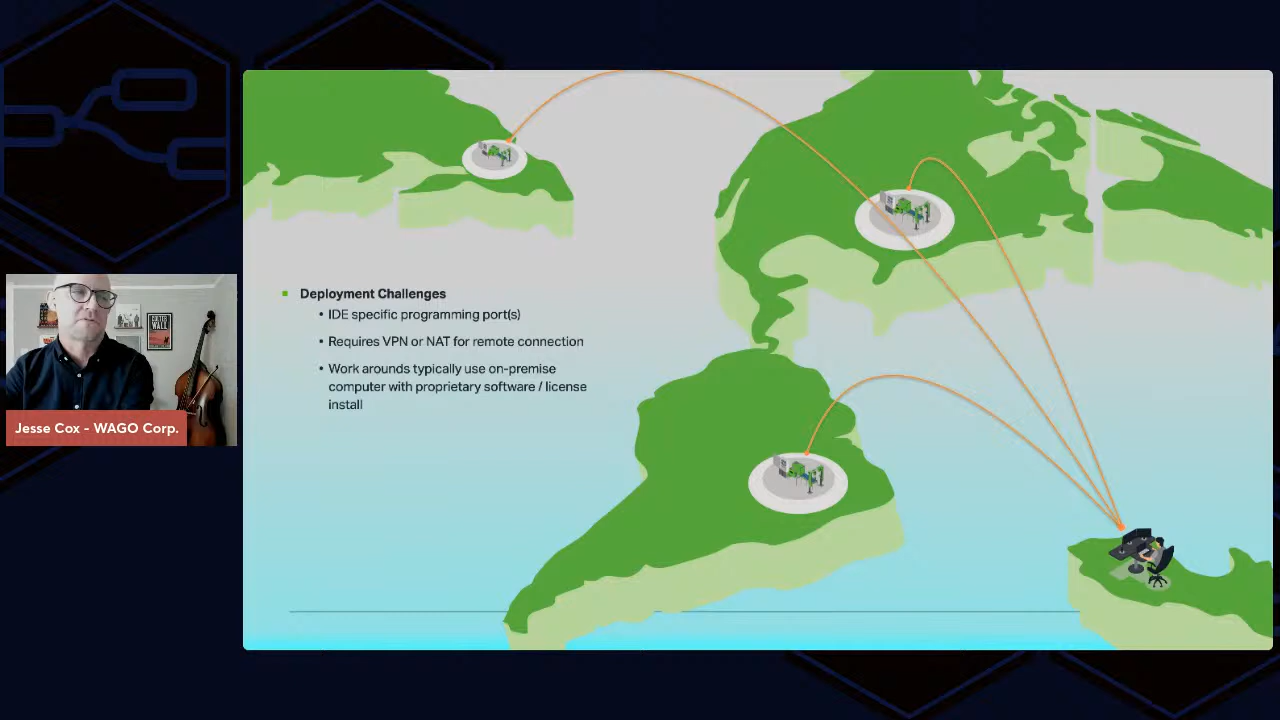 Deployment Challenges
• IDE specific programming port(s)
• Requires VPN or NAT for remote connection
• Work arounds typically use on-premise
computer with proprietary software / license
install
Jesse Cox - WAGO Corp.